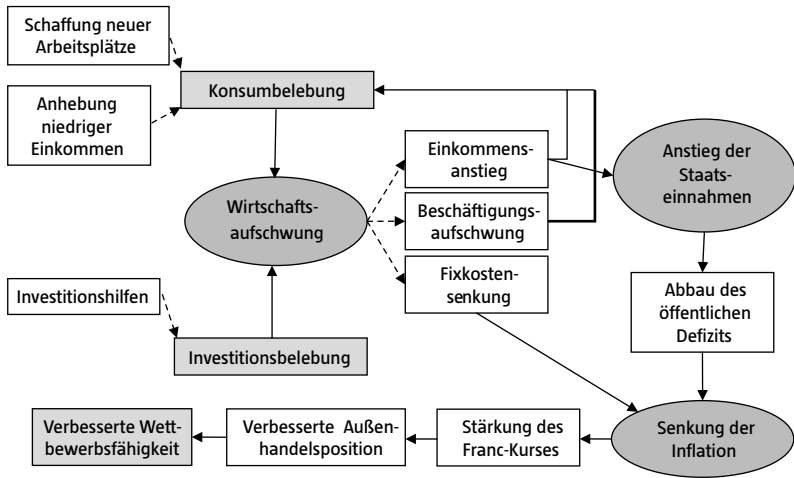 Schaffung neuer
Arbeitsplätze
Konsumbelebung
Anhebung
niedriger
Einkommen
Einkommens-
anstieg
Anstieg der
Staats-
einnahmen
Wirtschafts-
aufschwung
Beschäftigungs-
aufschwung
Fixkosten-
senkung
Investitionshilfen
Abbau des
öffentlichen
Defizits
Investitionsbelebung
Verbesserte Wett-
bewerbsfähigkeit
Verbesserte Außen-
handelsposition
Stärkung des
Franc-Kurses
Senkung der
Inflation